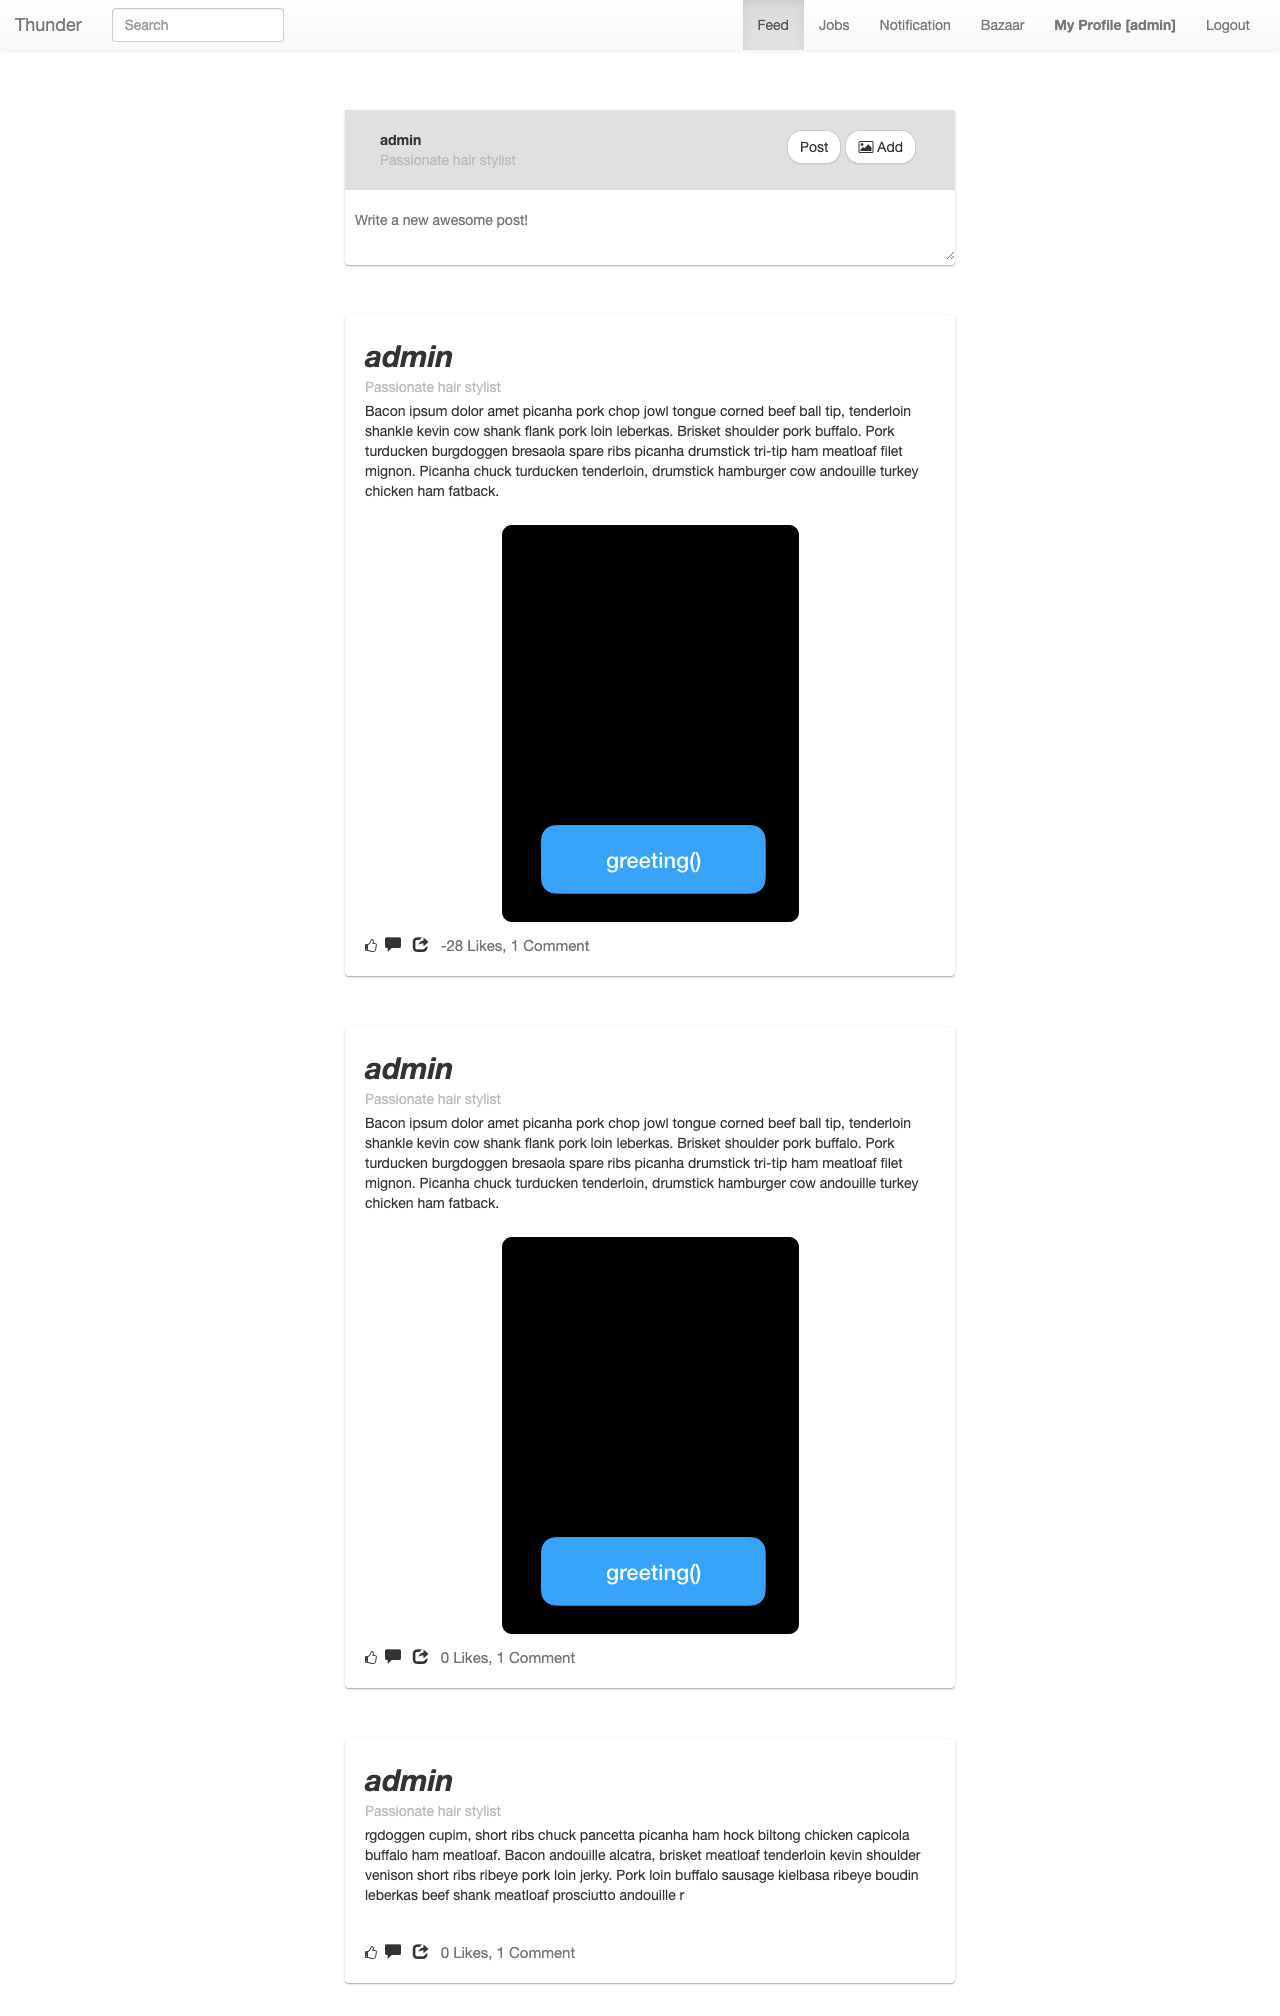 Thunder
Search
Feed
Jobs
Notification
Bazaar
My Profile [admin]
Logout
admin
Passionate hair stylist
Post
Add
Write a new awesome post!
admin
Passionate hair stylist
Bacon ipsum dolor amet picanha pork chop jowl tongue corned beef ball tip, tenderloin
shankle kevin cow shank flank pork loin leberkas. Brisket shoulder pork buffalo. Pork
turducken burgdoggen bresaola spare ribs picanha drumstick tri-tip ham meatloaf filet
mignon. Picanha chuck turducken tenderloin, drumstick hamburger cow andouille turkey
chicken ham fatback.
greeting()
-28 Likes, 1 Comment
admin
Passionate hair stylist
Bacon ipsum dolor amet picanha pork chop jowl tongue corned beef ball tip, tenderloin
shankle kevin cow shank flank pork loin leberkas. Brisket shoulder pork buffalo. Pork
turducken burgdoggen bresaola spare ribs picanha drumstick tri-tip ham meatloaf filet
mignon. Picanha chuck turducken tenderloin, drumstick hamburger cow andouille turkey
chicken ham fatback.
greeting()
0 Likes, 1 Comment
admin
Passionate hair stylist
rgdoggen cupim, short ribs chuck pancetta picanha ham hock biltong chicken capicola
buffalo ham meatloaf. Bacon andouille alcatra, brisket meatloaf tenderloin kevin shoulder
venison short ribs ribeye pork loin jerky. Pork loin buffalo sausage kielbasa ribeye boudin
leberkas beef shank meatloaf prosciutto andouille r
0 Likes, 1 Comment